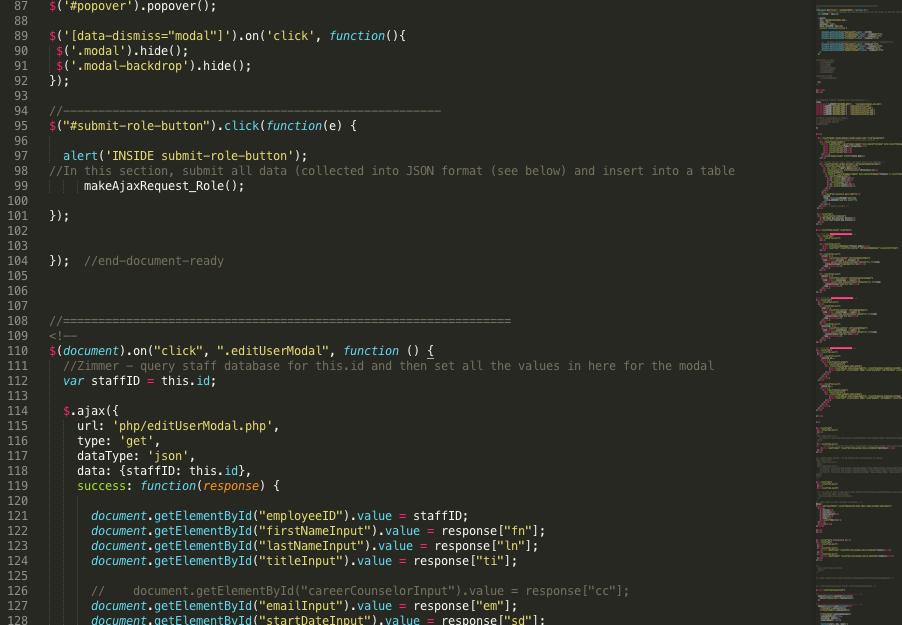 87 $('#popover').popover();
88
89 $('[data-dismiss="modal"]').on('click', function(){
90 $('.modal').hide();
91 $('.modal-backdrop').hide();
92 });
93
94 //------------------------------------------------------
95 $("#submit-role-button").click(function(e) {
96
97 alert('INSIDE submit-role-button');
98 //In this section, submit all data (collected into JSON format (see below) and insert into a table
99 makeAjaxRequest_Role();
100
101 });
102
103
104 }); //end-document-ready
105
106
107
108 //================================================================
109 <!--
110 $(document).on("click", ".editUserModal", function () {
111 //Zimmer - query staff database for this.id and then set all the values in here for the modal
112 var staffID = this.id;
113
114 $.ajax({
115 url: 'php/editUserModal.php',
116 type: 'get',
117 dataType: 'json',
118 data: {staffID: this.id},
119 success: function(response) {
120
121 document.getElementById("employeeID").value = staffID;
122 document.getElementById("firstNameInput").value = response["fn"];
123 document.getElementById("lastNameInput").value = response["ln"];
124 document.getElementById("titleInput").value = response["ti"];
125
126 // document.getElementById("careerCounselorInput").value = response["cc"];
127 document.getElementById("emailInput").value = response["em"];
128 document.getElementById("startDateInput").value = response["sd"];